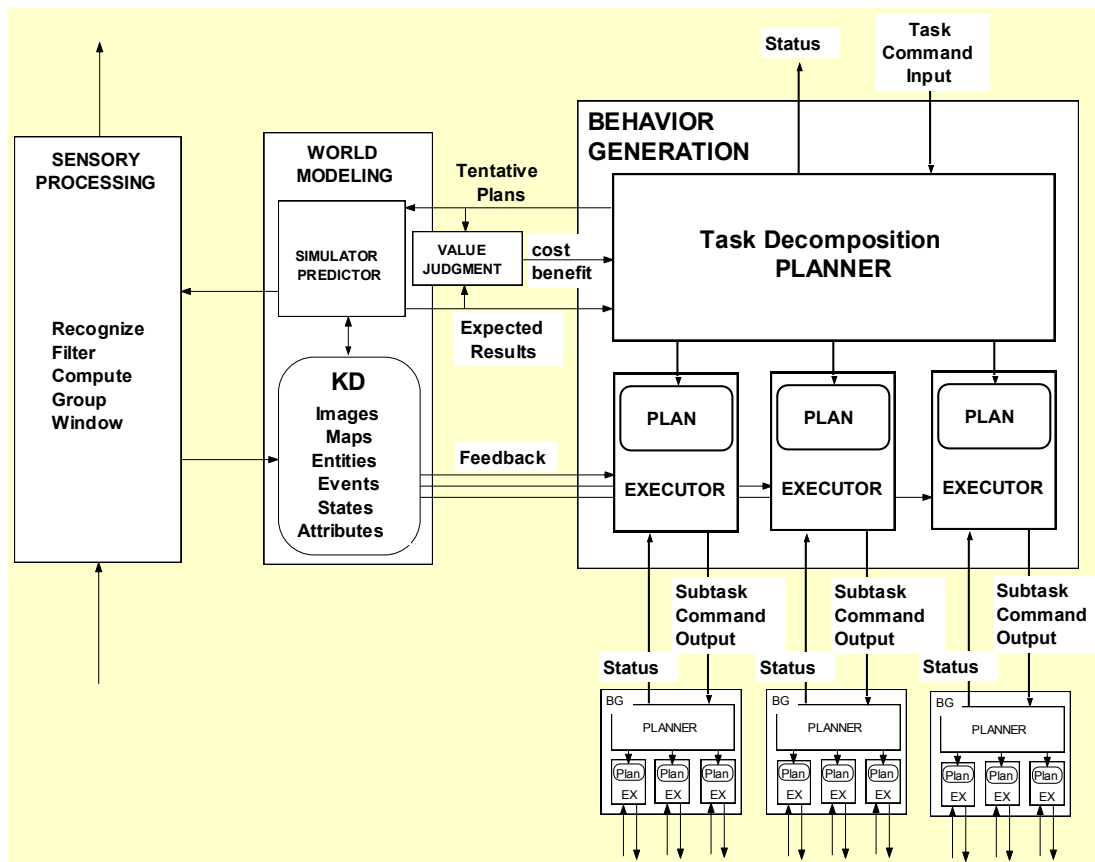 Status
Task
Command
Input
BEHAVIOR
GENERATION
SENSORY
PROCESSING
WORLD
MODELING
Tentative
Plans
SIMULATOR
PREDICTOR
VALUE
JUDGMENT
cost
benefit
Task Decomposition
PLANNER
Expected
Results
Recognize
Filter
Compute
Group
Window
KD
Images
Maps
Entities
Events
States
Attributes
Feedback
PLAN
EXECUTOR
PLAN
EXECUTOR
PLAN
EXECUTOR
Subtask
Command
Output
Subtask
Command
Output
Subtask
Command
Output
Status
Status
Status
BG
PLANNER
Plan
EX
Plan
EX
Plan
EX
BG
PLANNER
Plan
EX
Plan
EX
Plan
EX
BG
PLANNER
Plan
EX
Plan
EX
Plan
EX